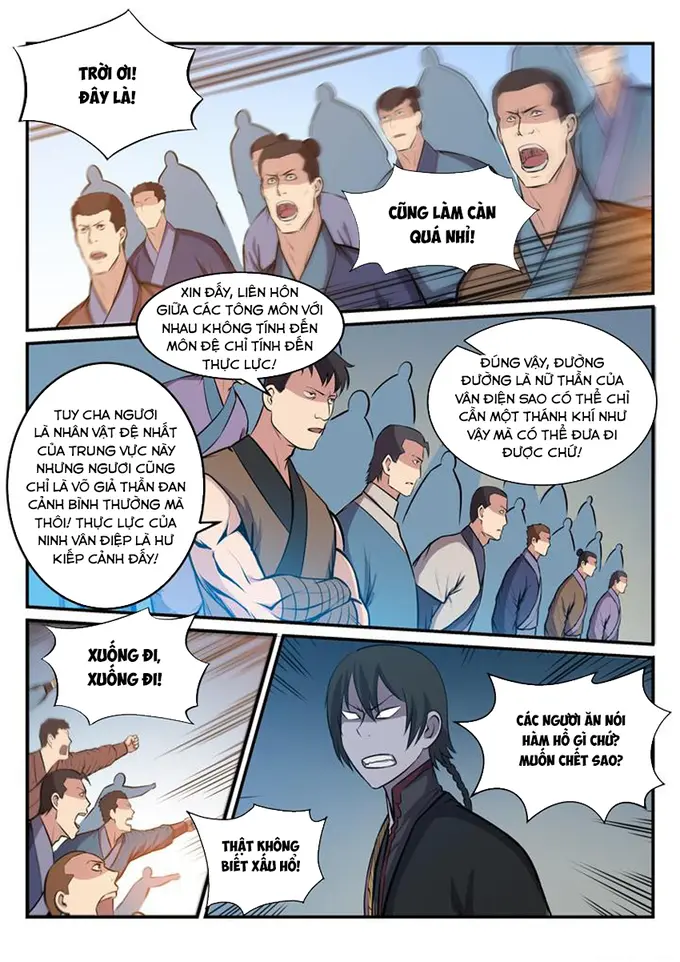 TRỜI ƠI!
ĐÂY LÀ!
CŨNG LÀM CÀN
QUÁ NHỈ!
XIN ĐẤY, LIÊN HÔN
GIỮA CÁC TÔNG MÔN VỚI
NHAU KHÔNG TÍNH ĐẾN
MÔN ĐỆ CHỈ TÍNH ĐẾN
THỰC LỰC!
ĐÚNG VẬY, ĐƯỜNG
ĐƯỜNG LÀ NỮ THẦN CỦA
VÂN ĐIỆN SAO CÓ THỂ CHỈ
CẦN MỘT THÁNH KHÍ NHƯ
VẬY MÀ CÓ THỂ ĐƯA ĐI
ĐƯỢC CHỨ!
TUY CHA NGƯƠI
LÀ NHÂN VẬT ĐỆ NHẤT
CỦA TRUNG VỰC NÀY
NHƯNG NGƯƠI CŨNG
CHỈ LÀ VÕ GIẢ THẦN ĐAN
CẢNH BÌNH THƯỜNG MÀ
THÔI! THỰC LỰC CỦA
NINH VÂN ĐIỆP LÀ HƯ
KIẾP CẢNH ĐẤY!
XUỐNG ĐI,
XUỐNG ĐI!
CÁC NGƯƠI ĂN NÓI
HÀM HỒ GÌ CHỨ?
MUỐN CHẾT SAO?
THẬT KHÔNG
BIẾT XẤU HỔ!